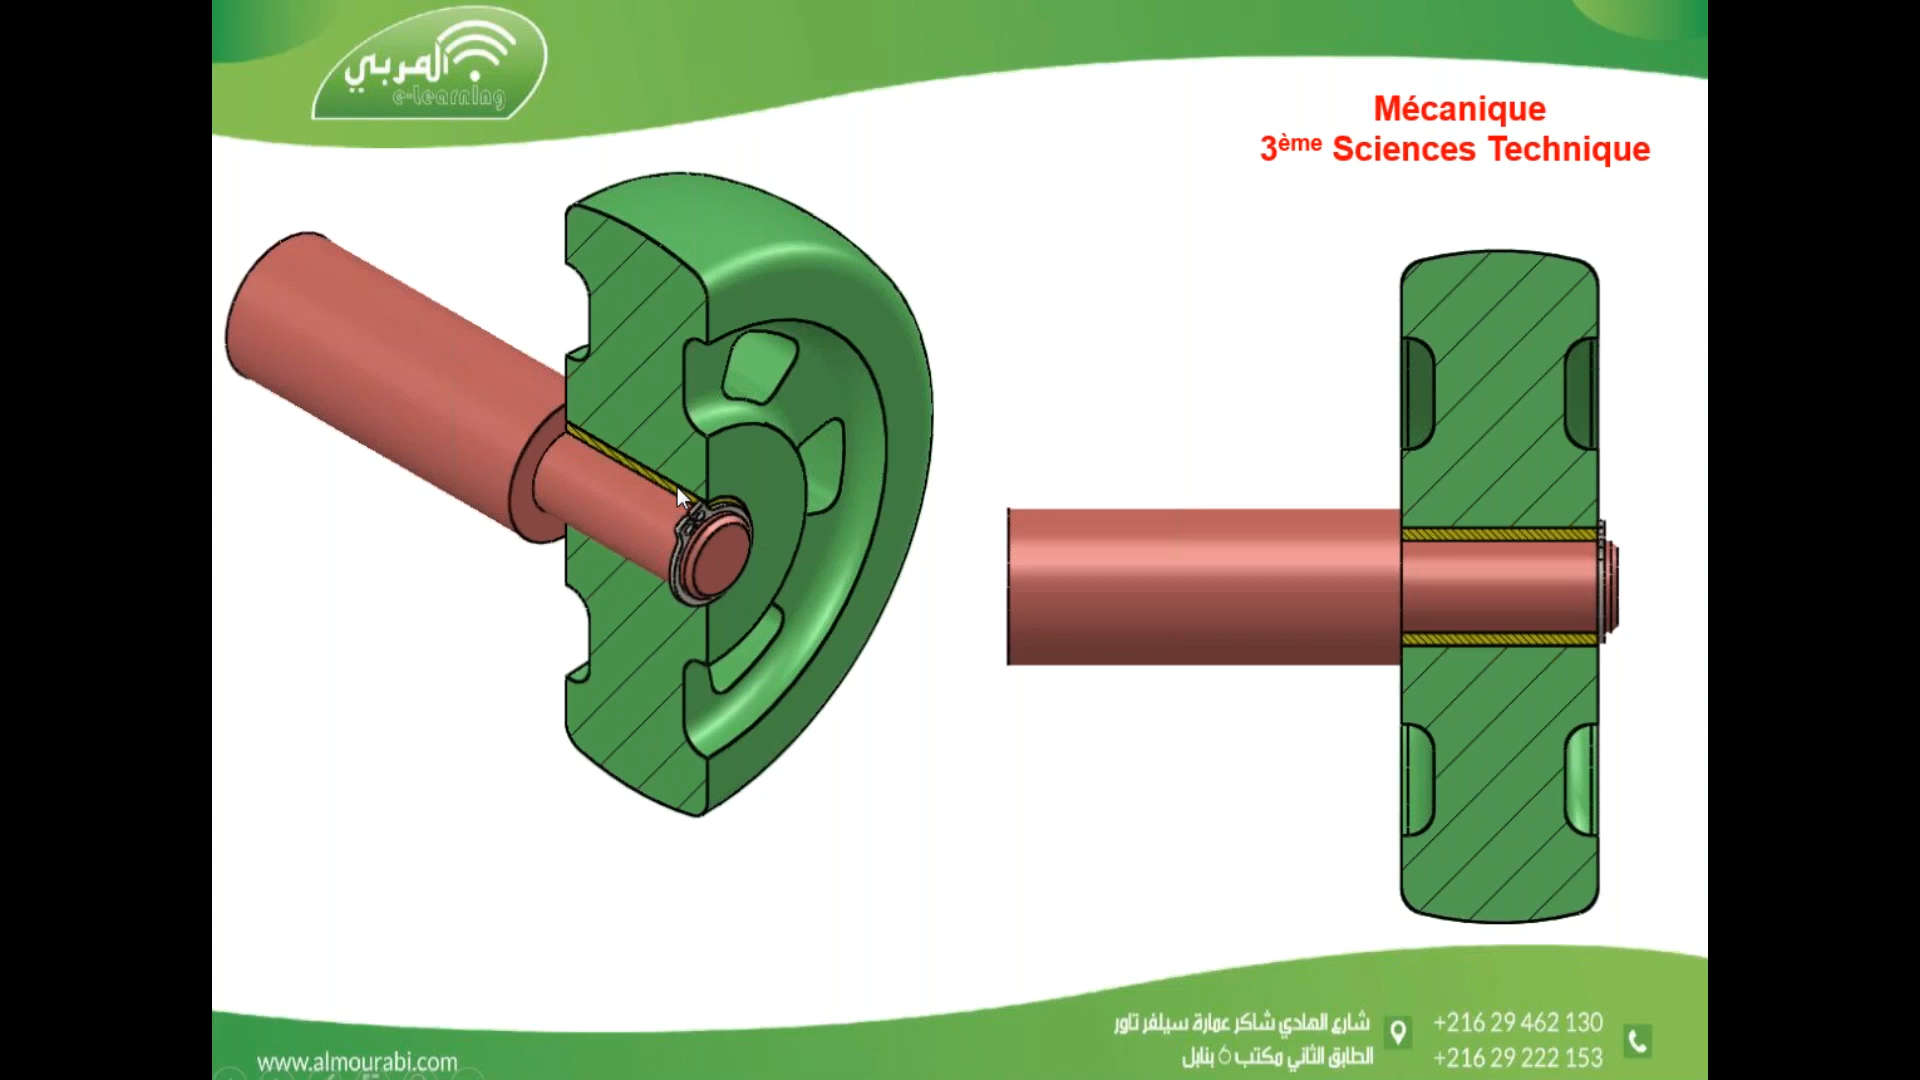 المربي
e-learning
Mécanique
3ème Sciences Technique
شارع الهادي شاكر عمارة سيلفر تاور
الطابق الثاني مكتب 6 بنابل
+216 29 462 130
+216 29 222 153
www.almourabi.com